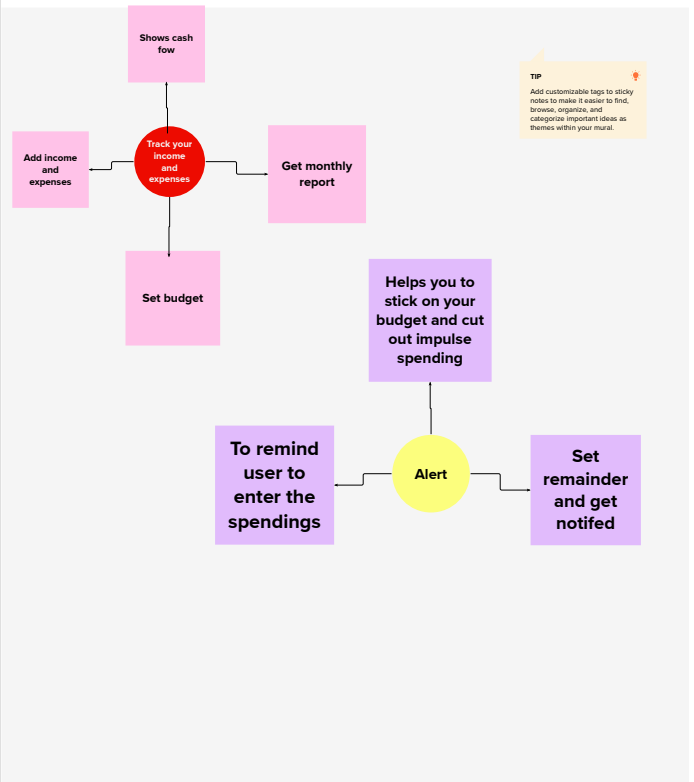 Shows cash
fow
TIP
Add customizable tags to sticky
notes to make it easier to find,
browse, organize, and
categorize important ideas as
themes within your mural.
Add income
and
expenses
Track your
income
and
expenses
Get monthly
report
Set budget
Helps you to
stick on your
budget and cut
out impulse
spending
To remind
user to
enter the
spendings
Alert
Set
remainder
and get
notifed